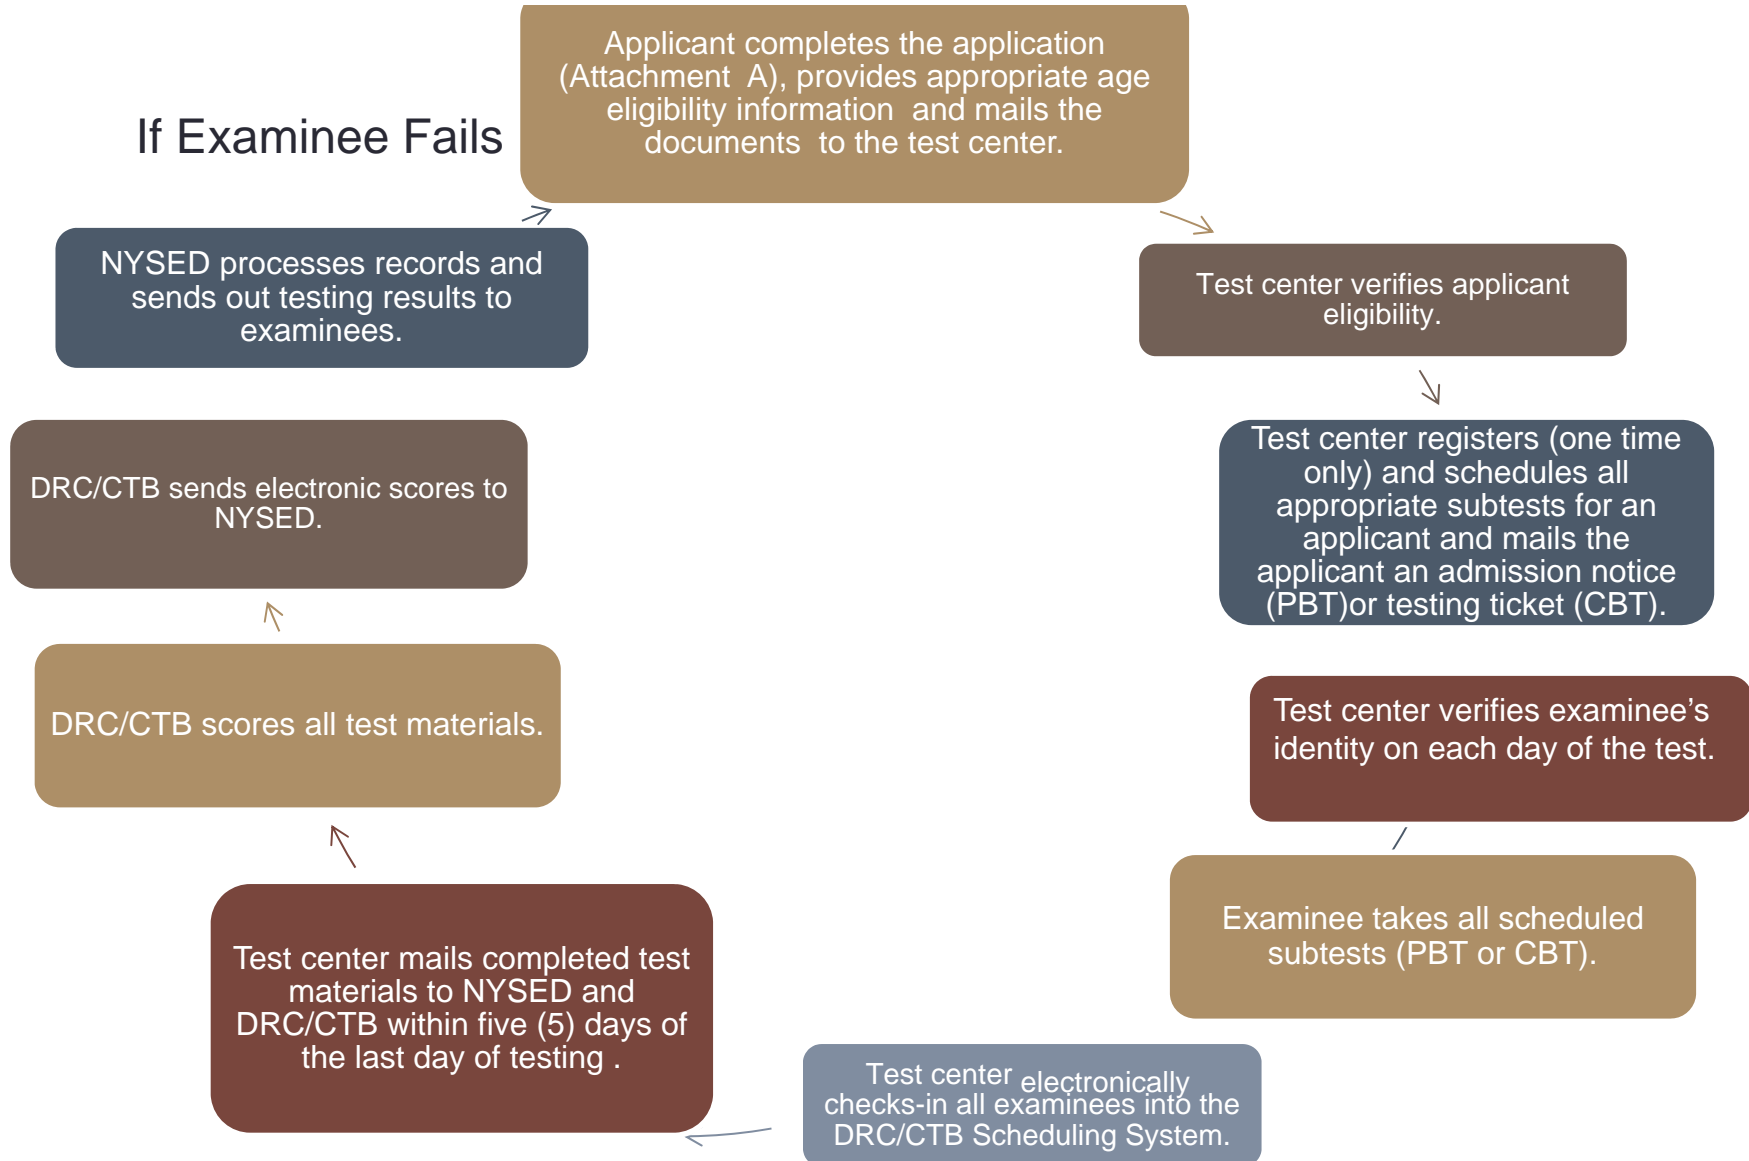 If Examinee Fails
Applicant completes the application
(Attachment A), provides appropriate age
eligibility information and mails the
documents to the test center.
Test center verifies applicant
eligibility.
Test center registers (one time
only) and schedules all
appropriate subtests for an
applicant and mails the
applicant an admission notice
(PBT)or testing ticket (CBT).
Test center verifies examinee's
identity on each day of the test.
Examinee takes all scheduled
subtests (PBT or CBT).
Test center electronically
checks-in all examinees into the
DRC/CTB Scheduling System.
Test center mails completed test
materials to NYSED and
DRC/CTB within five (5) days of
the last day of testing .
DRC/CTB scores all test materials.
DRC/CTB sends electronic scores to
NYSED.
NYSED processes records and
sends out testing results to
examinees.